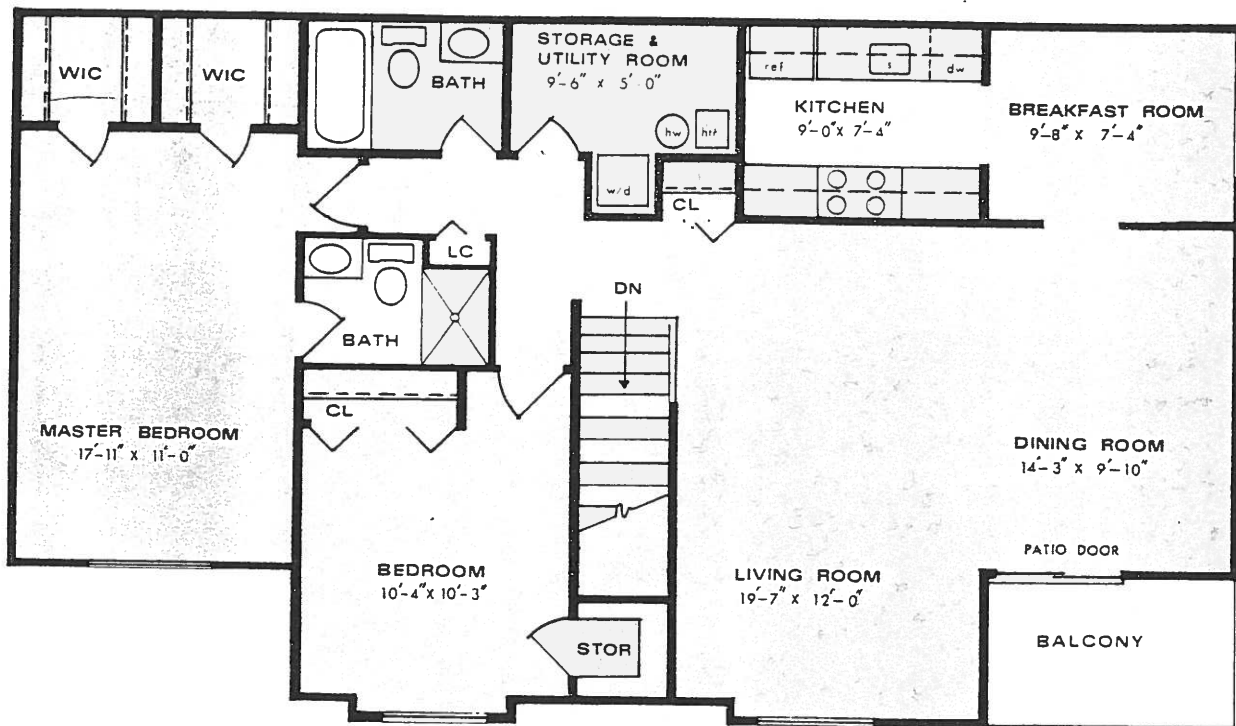 WIC
WIC
BATH
STORAGE &
UTILITY ROOM
9'-6" x 5'-0"
hw
htr
w/d
ref
s
dw
KITCHEN
9'-0" x 7'-4"
BREAKFAST ROOM
9'-8" x 7'-4"
CL
LC
BATH
DN
CL
MASTER BEDROOM
17'-11" x 11'-0"
BEDROOM
10'-4" x 10'-3"
STOR
LIVING ROOM
19'-7" x 12'-0"
DINING ROOM
14'-3" x 9'-10"
PATIO DOOR
BALCONY